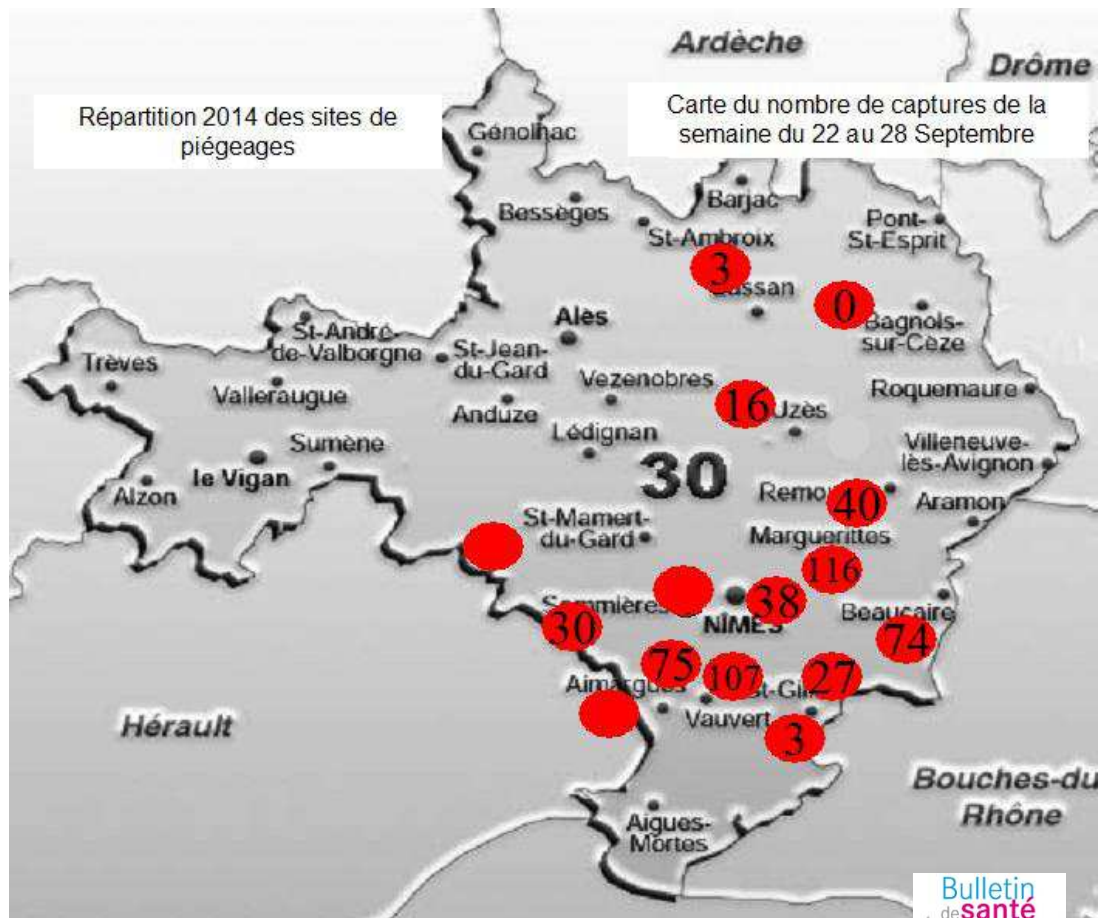 Ardèche
Drôme
Répartition 2014 des sites de
piégeages
Carte du nombre de captures de la
semaine du 22 au 28 Septembre
Génolhac
Barjac
Bessèges
Pont-
St-Esprit
St-Ambroix
3
0
Bagnols-
sur-Cèze
Alès
St-André-
de-Valborgne
St-Jean-
du-Gard
Trèves
Valleraugue
Vezenobres
Roquemaure
Anduze
16
Uzès
Lédignan
Sumène
le Vigan
Alzon
30
Villeneuve-
lès-Avignon
40
Aramon
St-Mamert-
du-Gard
Marguerittes
116
38
Sommières
NÎMES
Beaucaire
30
74
75
107
27
Aimargues
Vauvert
3
Hérault
Bouches-du
Rhône
Aigues-
Mortes
Bulletin
de santé